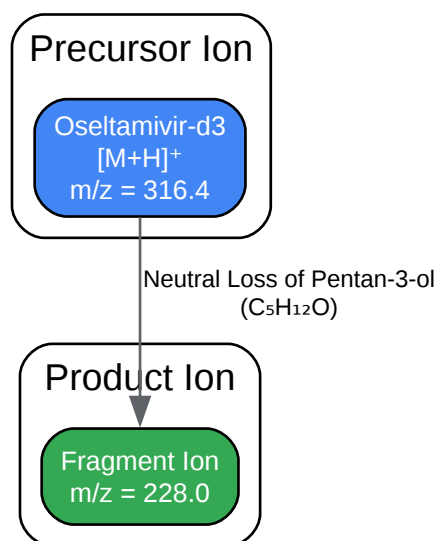 Precursor Ion
Oseltamivir-d3
[M+H]⁺
m/z = 316.4
Neutral Loss of Pentan-3-ol
(C₅H₁₂O)
Product Ion
Fragment Ion
m/z = 228.0